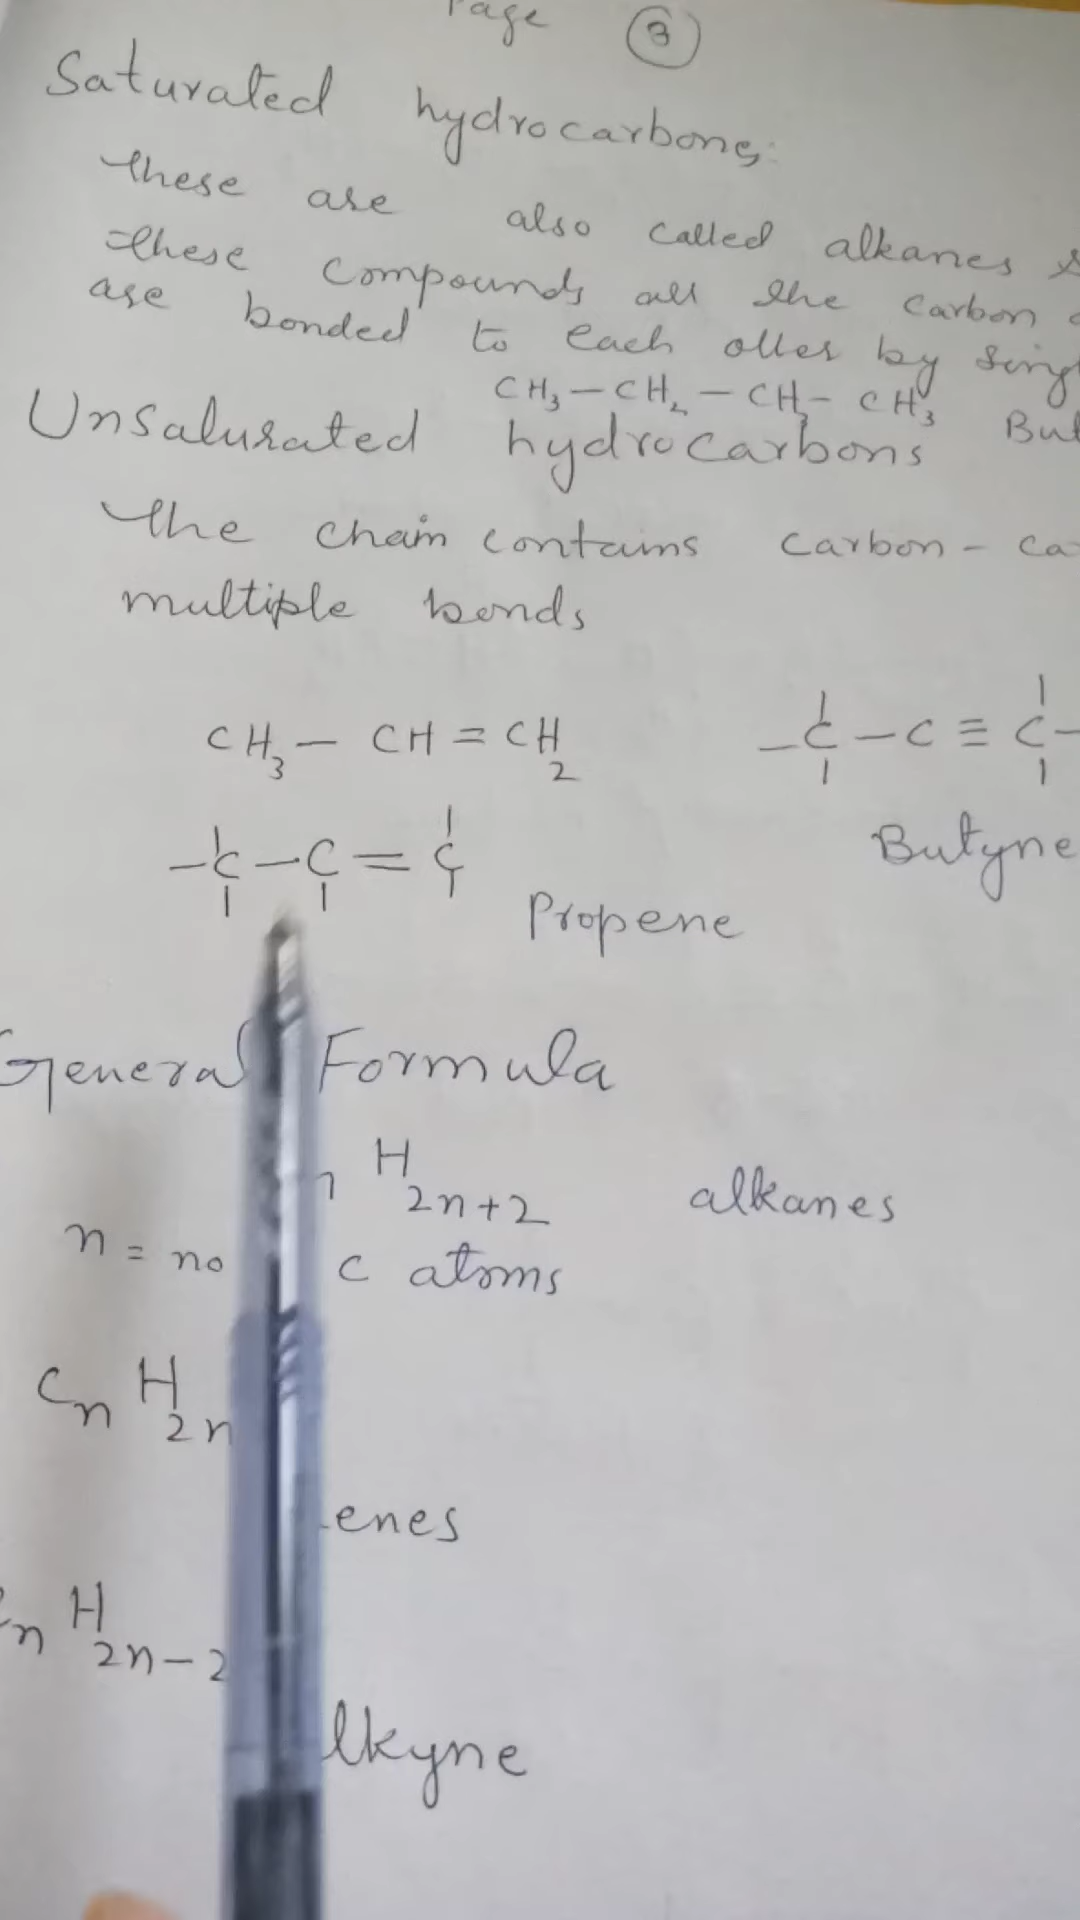 Page 3
Saturated hydrocarbons:
These are also called alkanes
These compounds all the carbon
are bonded to each other by
CH₃ – CH₂ – CH₂ – CH₃
Unsaturated hydrocarbons
The chain contains carbon -
multiple bonds
CH₃ – CH = CH₂
– C – C ≡ C –
– C – C = C
Butyne
Propene
General Formula
H 2n+2 alkanes
n = no C atoms
Cn H 2n
enes
n H 2n-2
lkyne